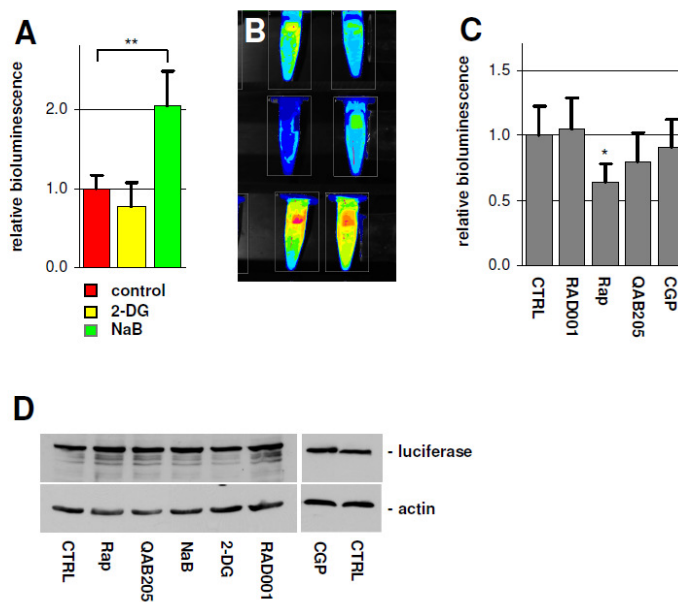 A
**
relative bioluminescence
2.0
1.0
0.0
control
2-DG
NaB
B
C
relative bioluminescence
1.5
1.0
0.5
0.0
*
CTRL
RAD001
Rap
QAB205
CGP
D
- luciferase
- actin
CTRL
Rap
QAB205
NaB
2-DG
RAD001
CGP
CTRL